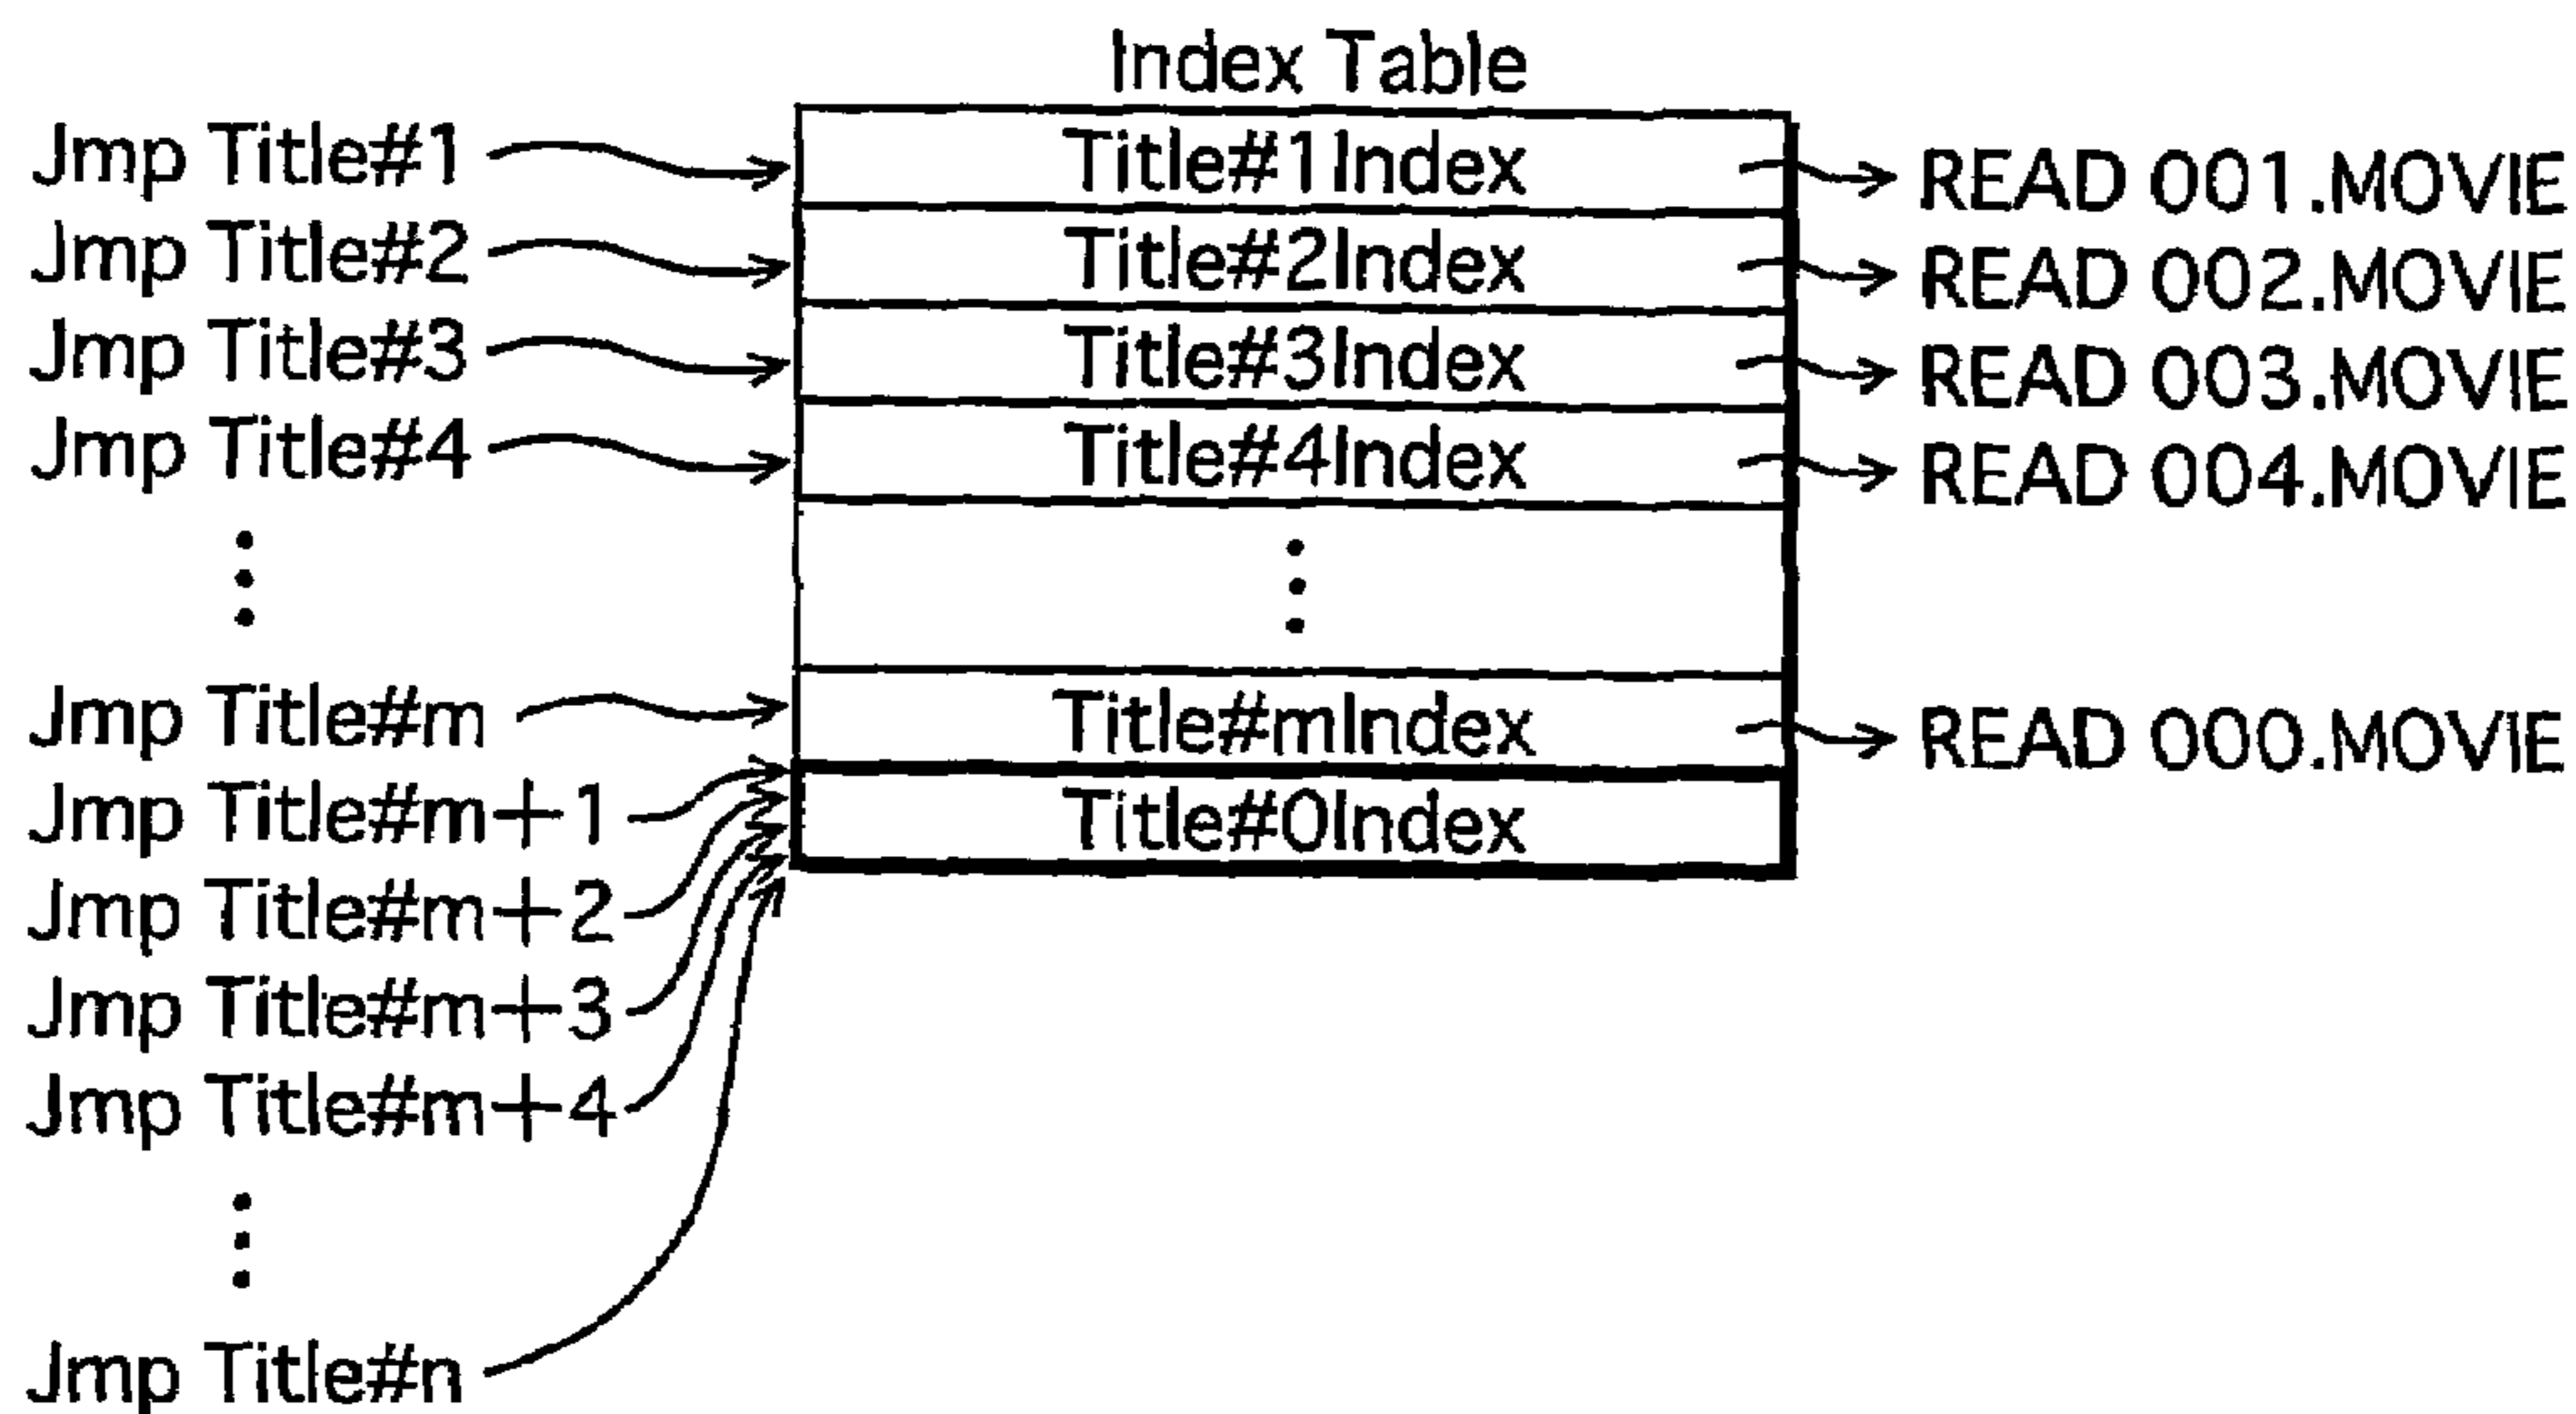 Index Table
Jmp Title#1
Title#1Index
READ 001.MOVIE
Jmp Title#2
Title#2Index
READ 002.MOVIE
Jmp Title#3
Title#3Index
READ 003.MOVIE
Jmp Title#4
Title#4Index
READ 004.MOVIE
Jmp Title#m
Title#mIndex
READ 000.MOVIE
Jmp Title#m+1
Title#0Index
Jmp Title#m+2
Jmp Title#m+3
Jmp Title#m+4
Jmp Title#n